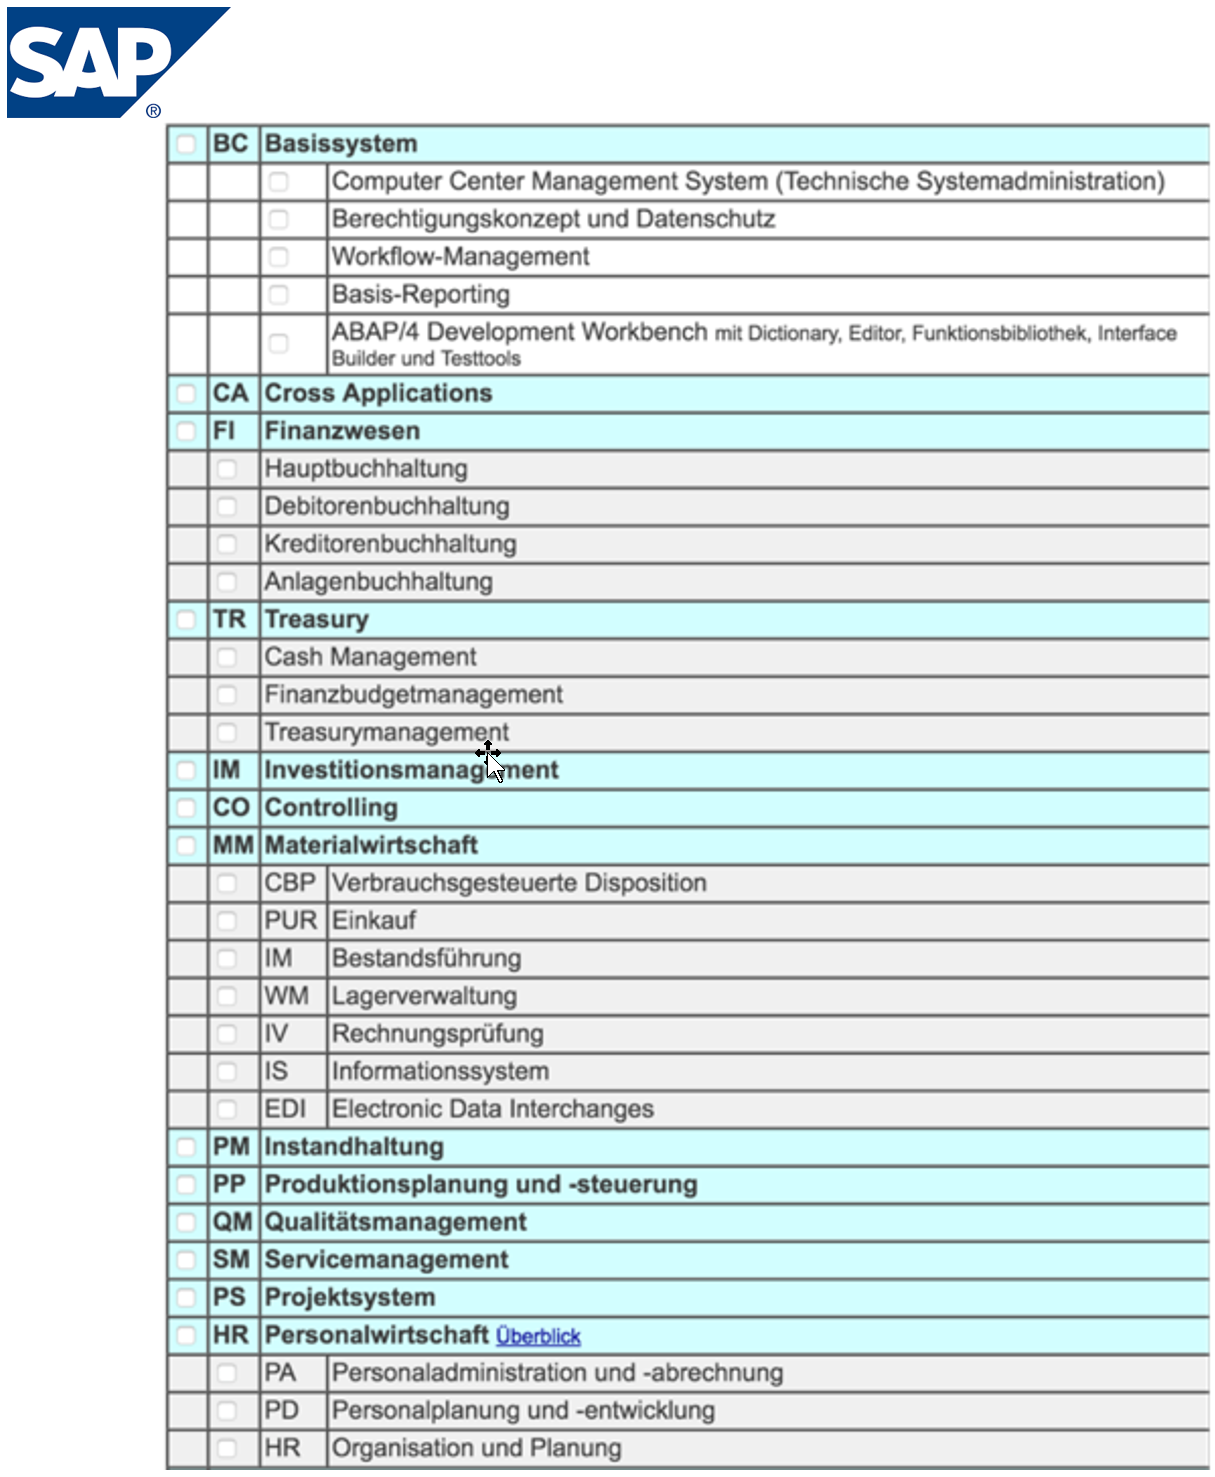 SAP
®
BC Basissystem
Computer Center Management System (Technische Systemadministration)
Berechtigungskonzept und Datenschutz
Workflow-Management
Basis-Reporting
ABAP/4 Development Workbench mit Dictionary, Editor, Funktionsbibliothek, Interface
Builder und Testtools
CA Cross Applications
FI Finanzwesen
Hauptbuchhaltung
Debitorenbuchhaltung
Kreditorenbuchhaltung
Anlagenbuchhaltung
TR Treasury
Cash Management
Finanzbudgetmanagement
Treasurymanagement
IM Investitionsmanagement
CO Controlling
MM Materialwirtschaft
CBP Verbrauchsgesteuerte Disposition
PUR Einkauf
IM Bestandsführung
WM Lagerverwaltung
IV Rechnungsprüfung
IS Informationssystem
EDI Electronic Data Interchanges
PM Instandhaltung
PP Produktionsplanung und -steuerung
QM Qualitätsmanagement
SM Servicemanagement
PS Projektsystem
HR Personalwirtschaft Überblick
PA Personaladministration und -abrechnung
PD Personalplanung und -entwicklung
HR Organisation und Planung